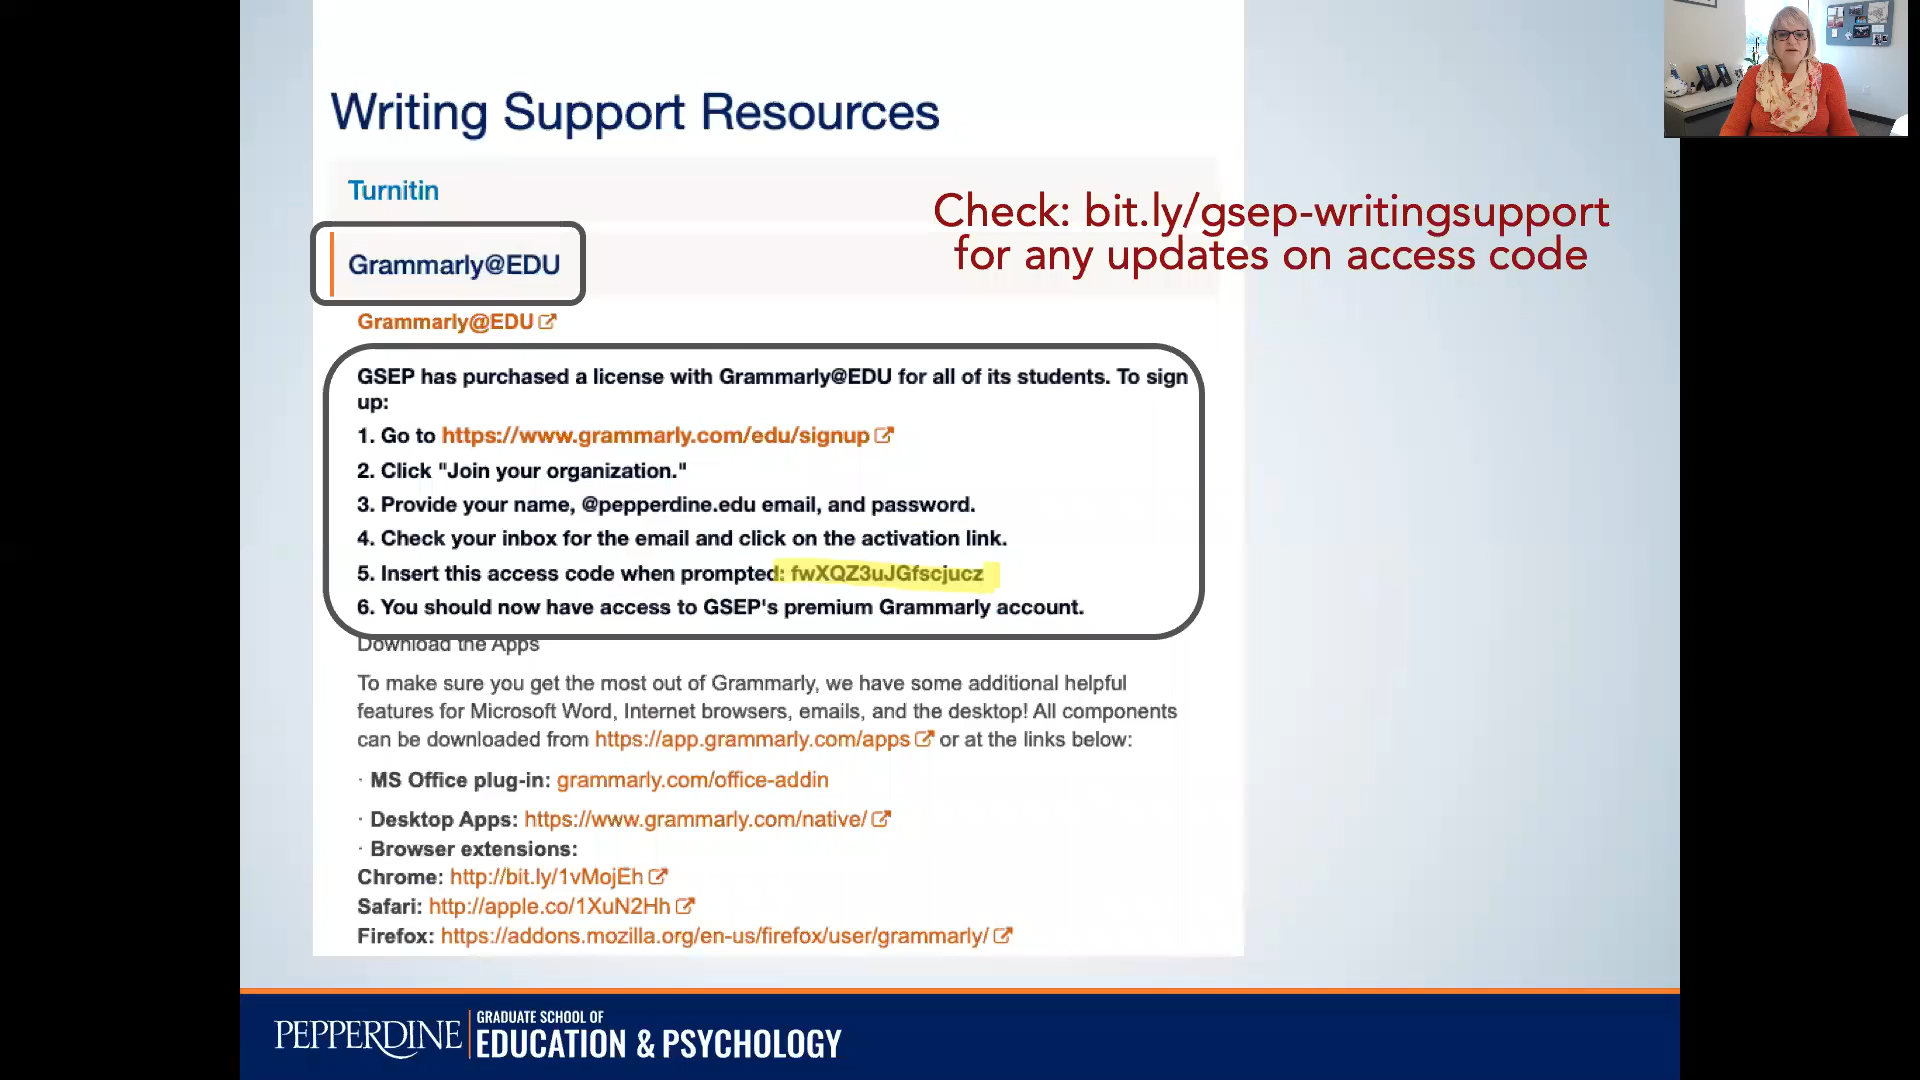 Writing Support Resources
Turnitin
Check: bit.ly/gsep-writingsupport
for any updates on access code
Grammarly@EDU
Grammarly@EDU
GSEP has purchased a license with Grammarly@EDU for all of its students. To sign
up:
1. Go to https://www.grammarly.com/edu/signup
2. Click "Join your organization."
3. Provide your name, @pepperdine.edu email, and password.
4. Check your inbox for the email and click on the activation link.
5. Insert this access code when prompted: fwXQZ3uJGfscjucz
6. You should now have access to GSEP's premium Grammarly account.
Download the Apps
To make sure you get the most out of Grammarly, we have some additional helpful
features for Microsoft Word, Internet browsers, emails, and the desktop! All components
can be downloaded from https://app.grammarly.com/apps or at the links below:
· MS Office plug-in: grammarly.com/office-addin
· Desktop Apps: https://www.grammarly.com/native/
· Browser extensions:
Chrome: http://bit.ly/1vMojEh
Safari: http://apple.co/1XuN2Hh
Firefox: https://addons.mozilla.org/en-us/firefox/user/grammarly/
PEPPERDINE
GRADUATE SCHOOL OF
EDUCATION & PSYCHOLOGY